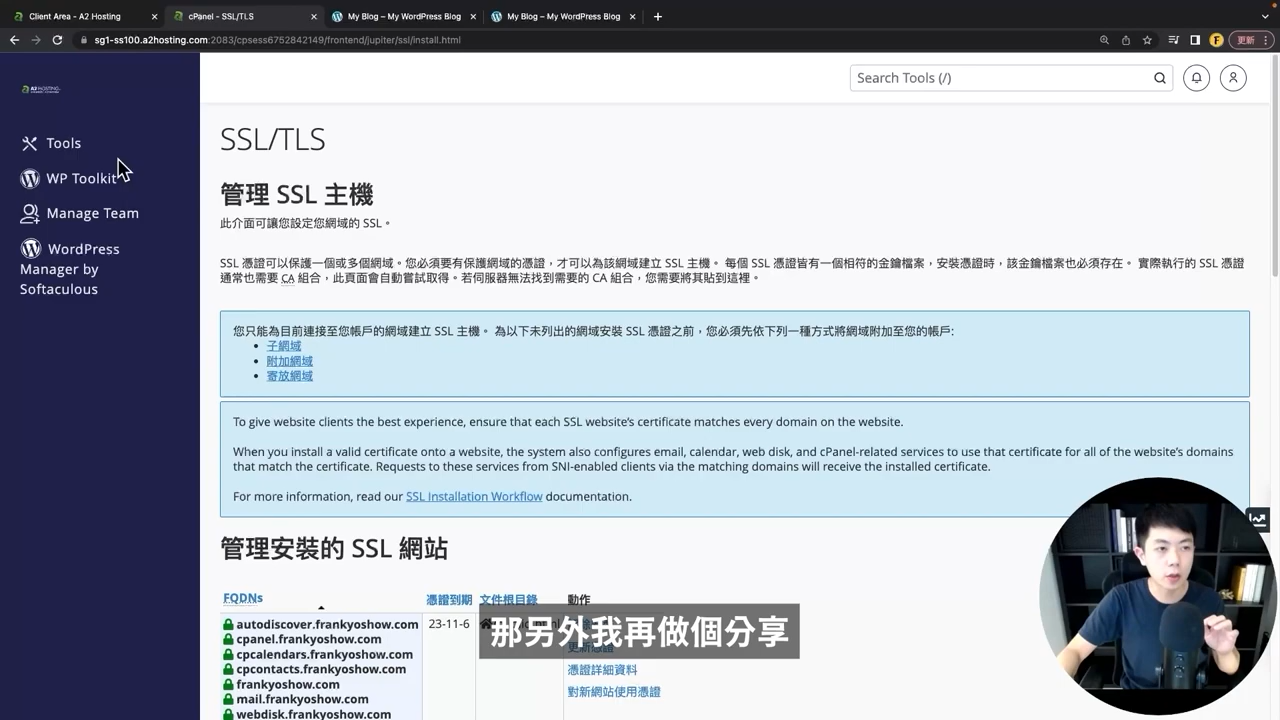 Client Area - A2 Hosting
cPanel - SSL/TLS
My Blog – My WordPress Blog
My Blog – My WordPress Blog
sg1-ss100.a2hosting.com:2083/cpsess6752842149/frontend/jupiter/ssl/install.html
F
更新
A2 HOSTING
Search Tools (/)
Tools
WP Toolkit
Manage Team
WordPress
Manager by
Softaculous
SSL/TLS
管理 SSL 主機
此介面可讓您設定您網域的 SSL。
SSL 憑證可以保護一個或多個網域。您必須要有保護網域的憑證，才可以為該網域建立 SSL 主機。 每個 SSL 憑證皆有一個相符的金鑰檔案，安裝憑證時，該金鑰檔案也必須存在。 實際執行的 SSL 憑證
通常也需要 CA 組合，此頁面會自動嘗試取得。若伺服器無法找到需要的 CA 組合，您需要將其貼到這裡。
您只能為目前連接至您帳戶的網域建立 SSL 主機。 為以下未列出的網域安裝 SSL 憑證之前，您必須先依下列一種方式將網域附加至您的帳戶:
子網域
附加網域
寄放網域
To give website clients the best experience, ensure that each SSL website's certificate matches every domain on the website.
When you install a valid certificate onto a website, the system also configures email, calendar, web disk, and cPanel-related services to use that certificate for all of the website's domains
that match the certificate. Requests to these services from SNI-enabled clients via the matching domains will receive the installed certificate.
For more information, read our SSL Installation Workflow documentation.
管理安裝的 SSL 網站
FQDNs
憑證到期
文件根目錄
動作
autodiscover.frankyoshow.com
23-11-6
cpanel.frankyoshow.com
更新憑證
cpcalendars.frankyoshow.com
cpcontacts.frankyoshow.com
憑證詳細資料
frankyoshow.com
mail.frankyoshow.com
對新網站使用憑證
webdisk.frankyoshow.com
那另外我再做個分享